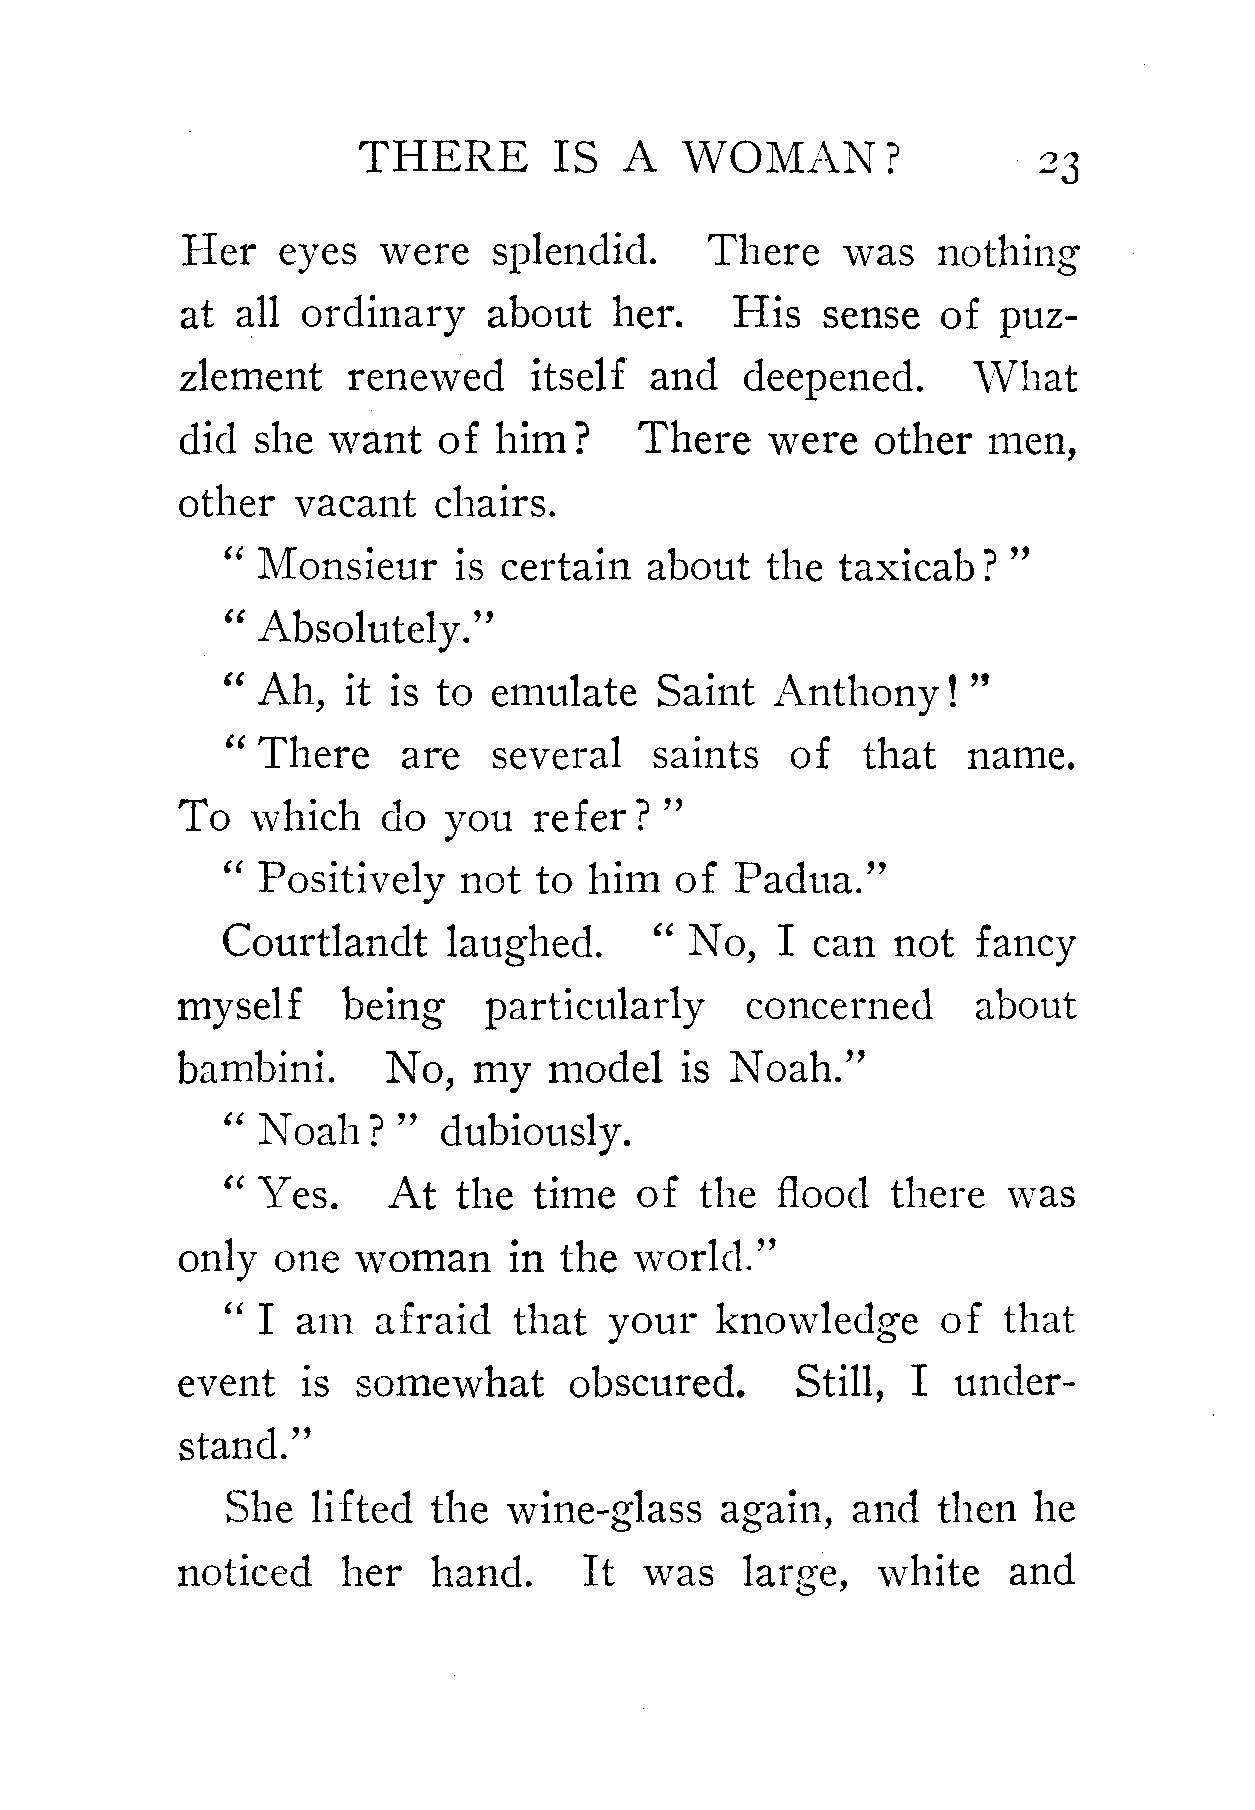 THERE IS A WOMAN? 23
Her eyes were splendid. There was nothing
at all ordinary about her. His sense of puz-
zlement renewed itself and deepened. What
did she want of him? There were other men,
other vacant chairs.
“ Monsieur is certain about the taxicab? ”
“ Absolutely.”
“ Ah, it is to emulate Saint Anthony! ”
“ There are several saints of that name.
To which do you refer? ”
“ Positively not to him of Padua.”
Courtlandt laughed. “ No, I can not fancy
myself being particularly concerned about
bambini. No, my model is Noah.”
“ Noah? ” dubiously.
“ Yes. At the time of the flood there was
only one woman in the world.”
“ I am afraid that your knowledge of that
event is somewhat obscured. Still, I under-
stand.”
She lifted the wine-glass again, and then he
noticed her hand. It was large, white and